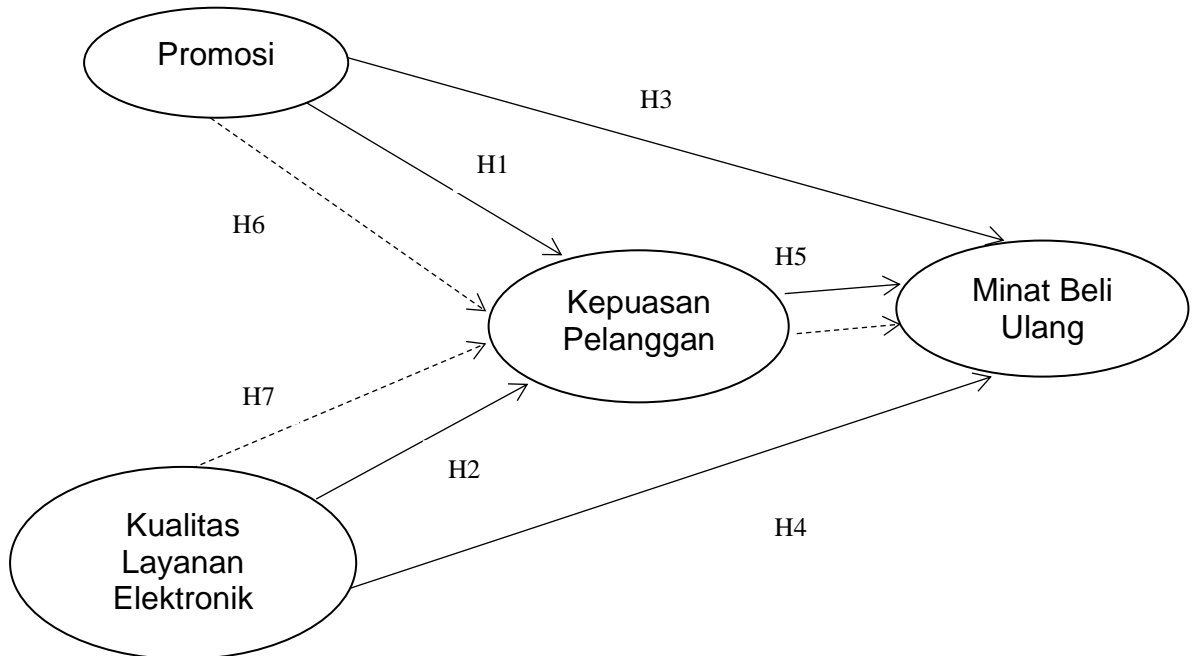 Promosi
H3
H1
H6
H5
Kepuasan
Pelanggan
Minat Beli
Ulang
H7
H2
Kualitas
Layanan
Elektronik
H4